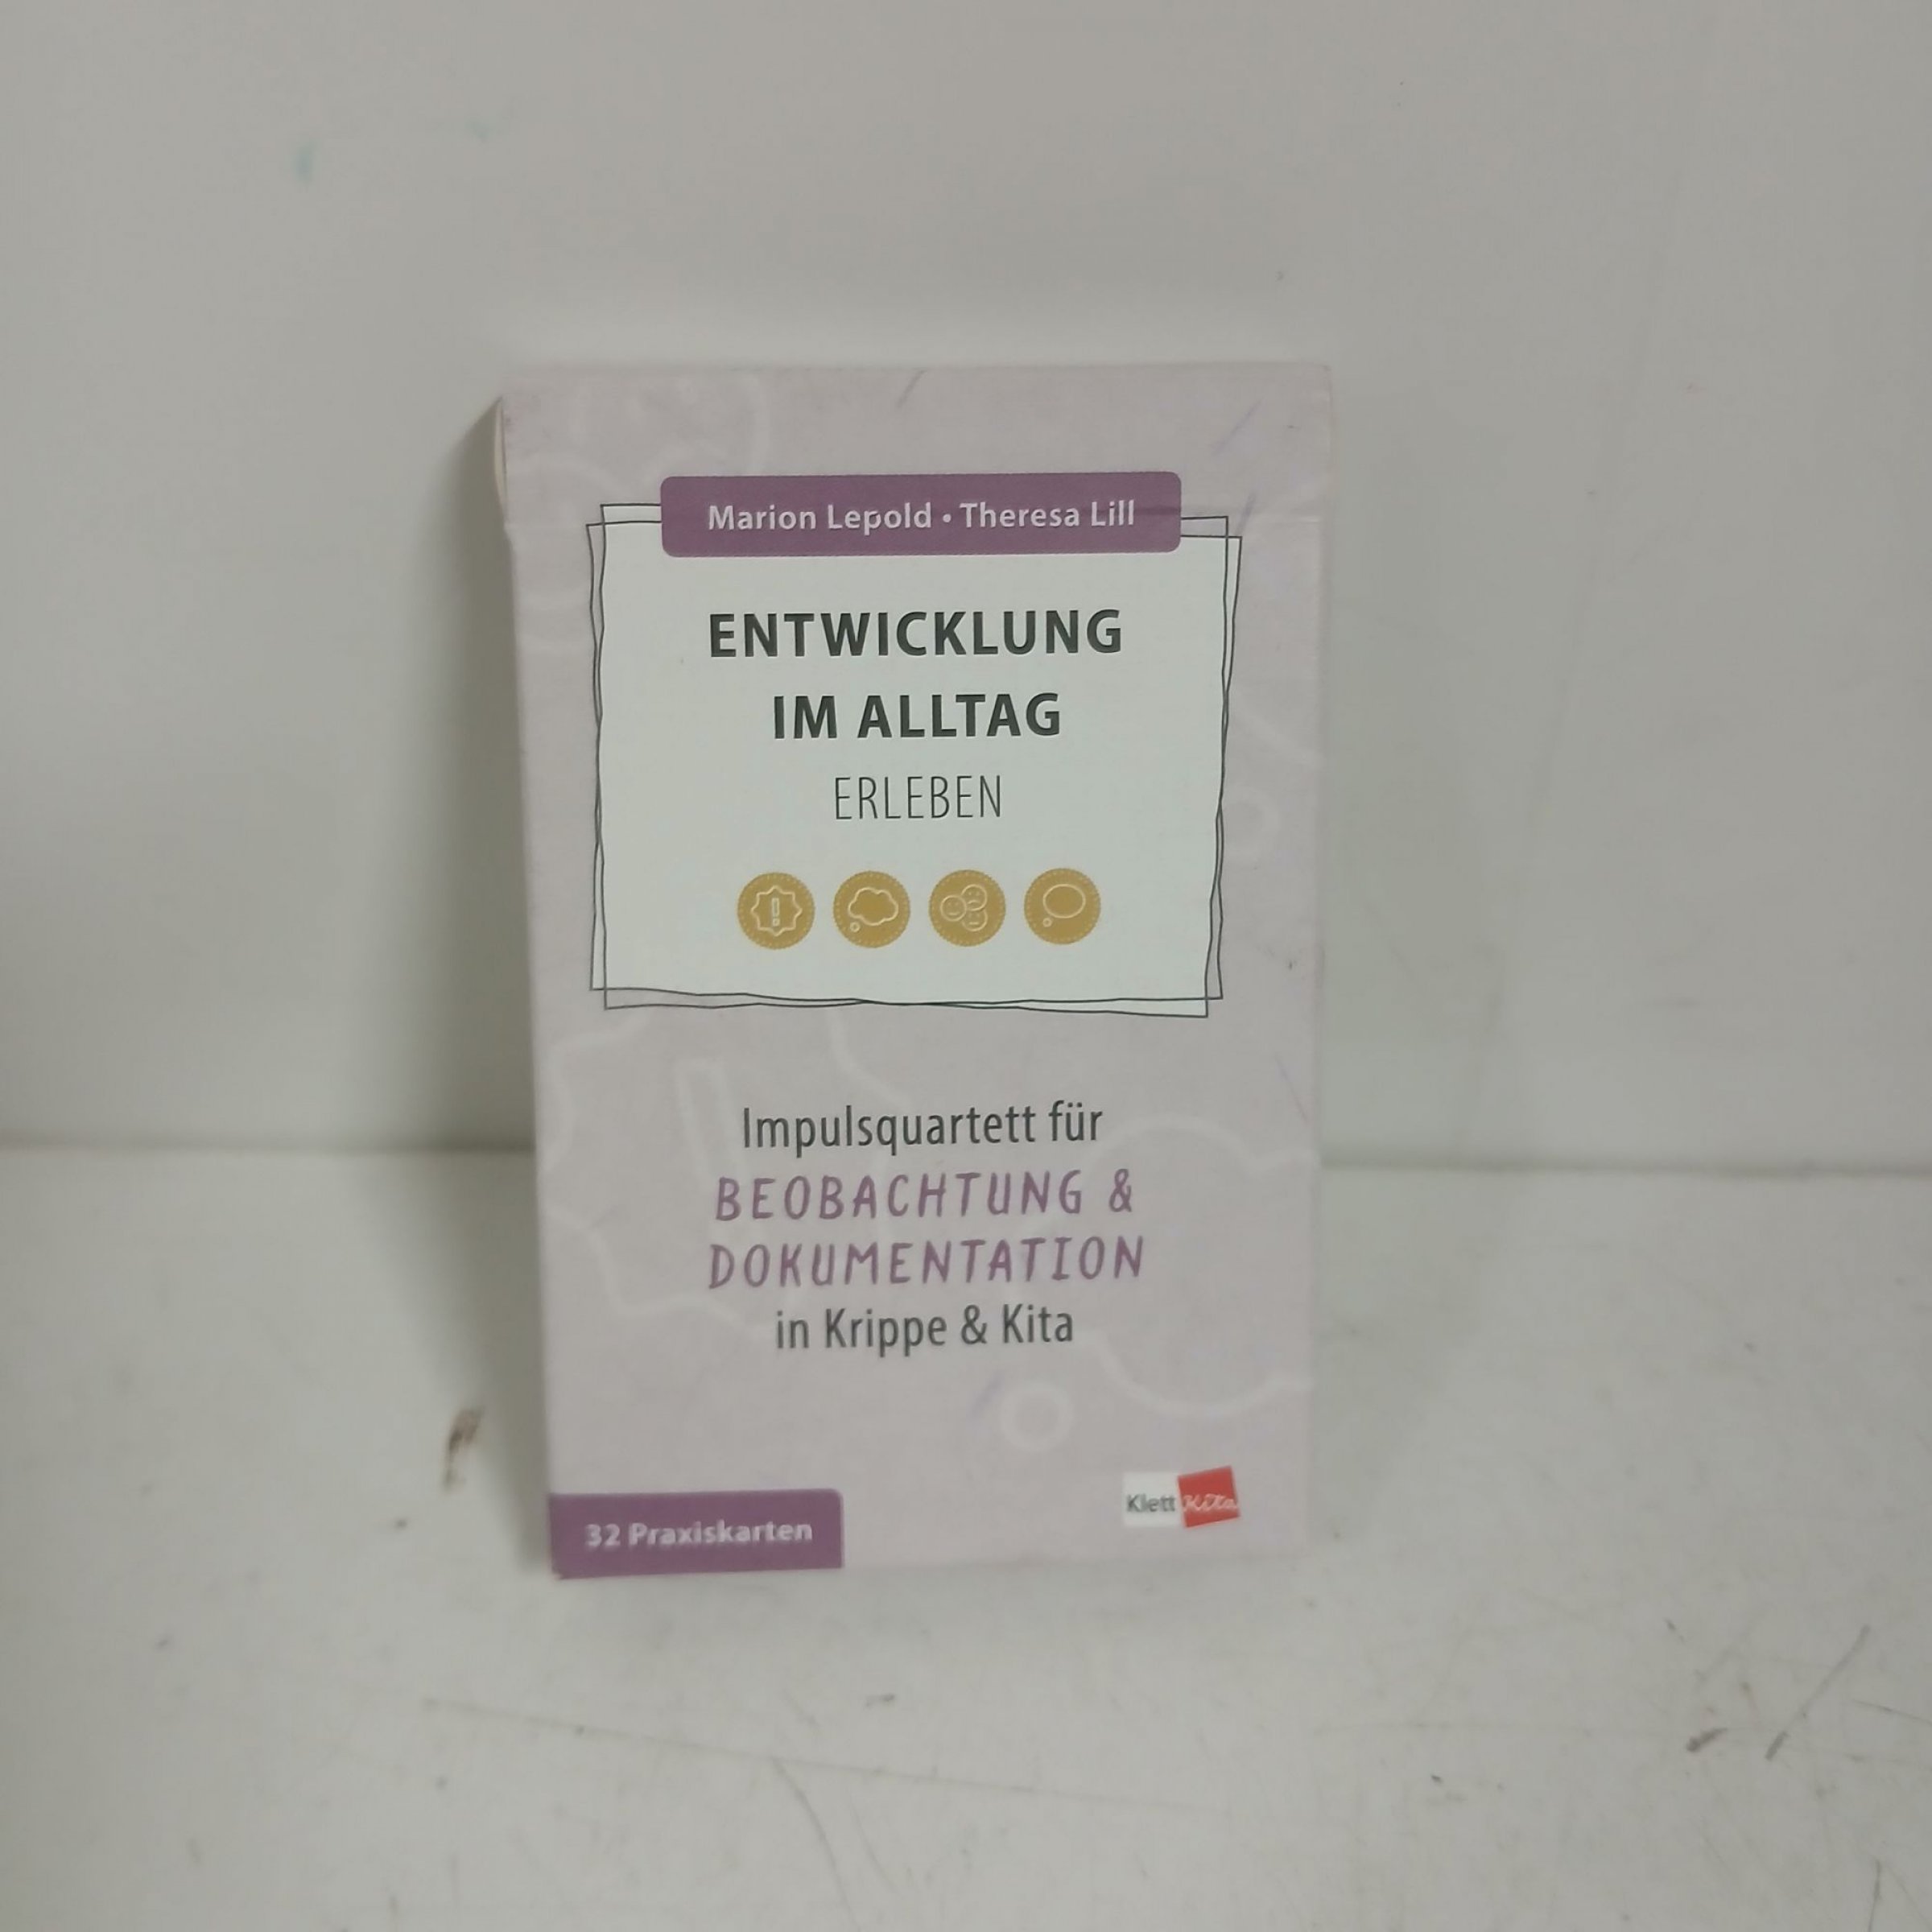 Marion Lepold • Theresa Lill
ENTWICKLUNG
IM ALLTAG
ERLEBEN
Impulsquartett für
BEOBACHTUNG &
DOKUMENTATION
in Krippe & Kita
32 Praxiskarten
Klett Kita